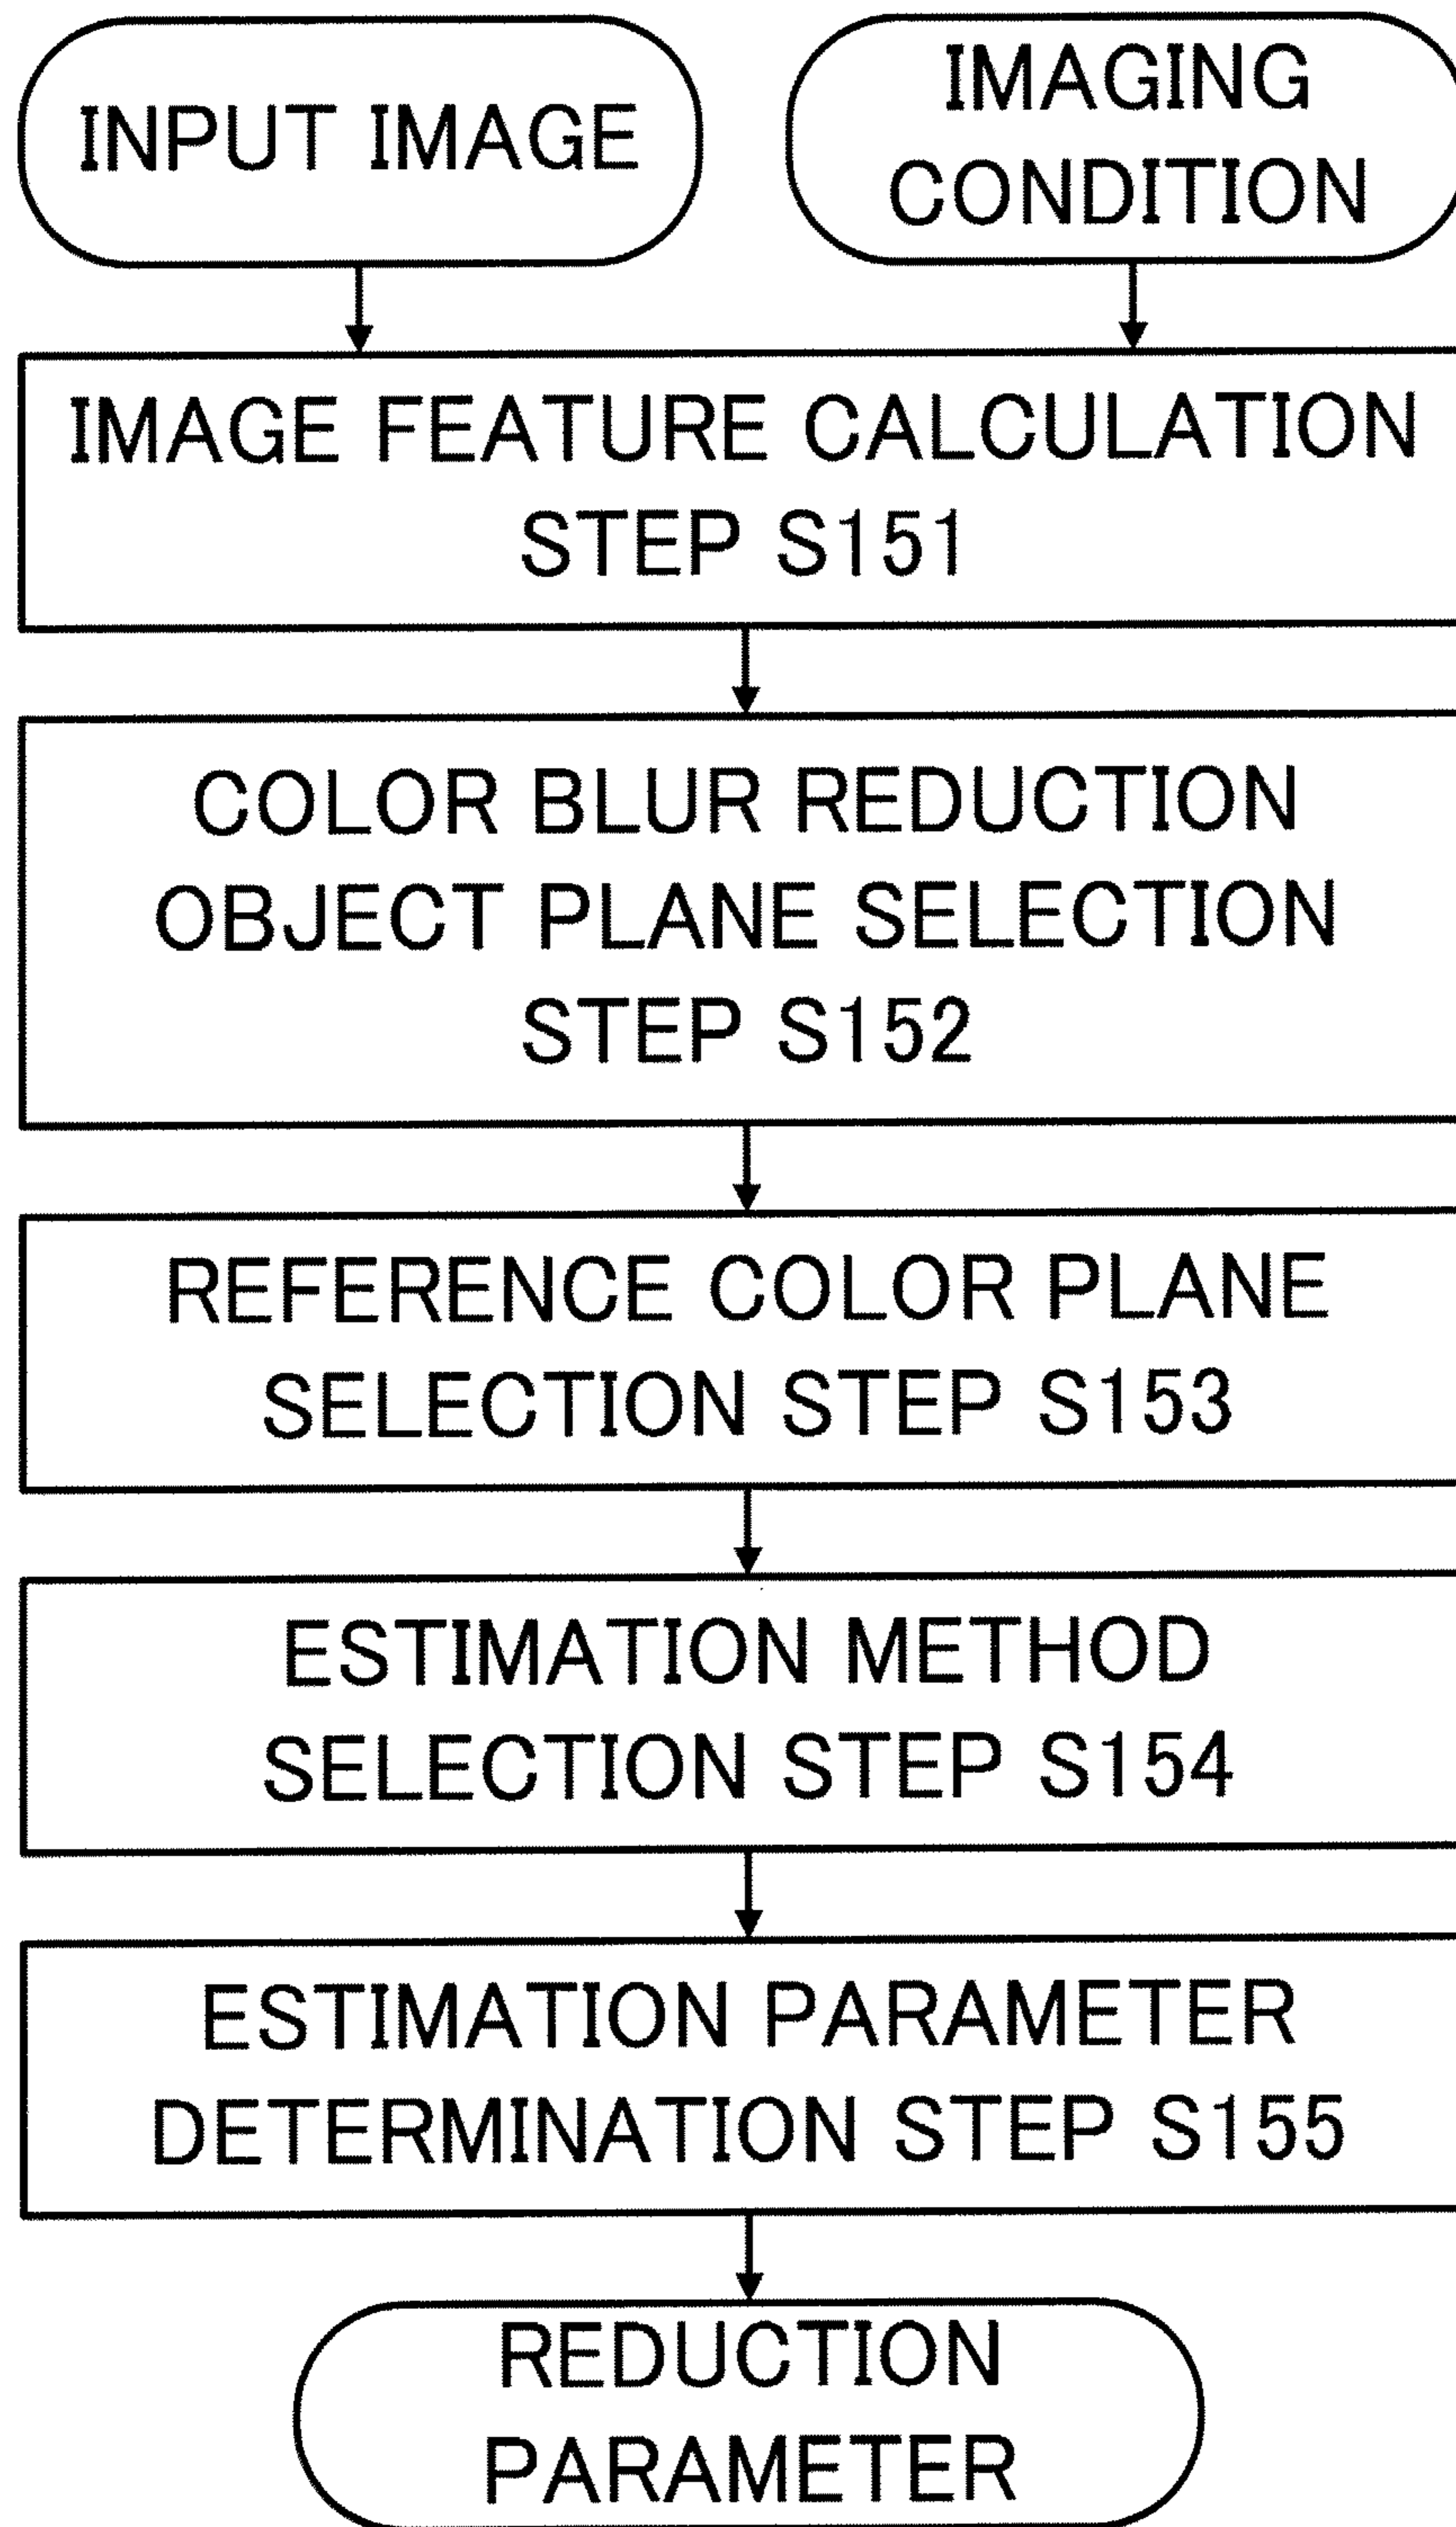 INPUT IMAGE
IMAGING
CONDITION
IMAGE FEATURE CALCULATION
STEP S151
COLOR BLUR REDUCTION
OBJECT PLANE SELECTION
STEP S152
REFERENCE COLOR PLANE
SELECTION STEP S153
ESTIMATION METHOD
SELECTION STEP S154
ESTIMATION PARAMETER
DETERMINATION STEP S155
REDUCTION
PARAMETER